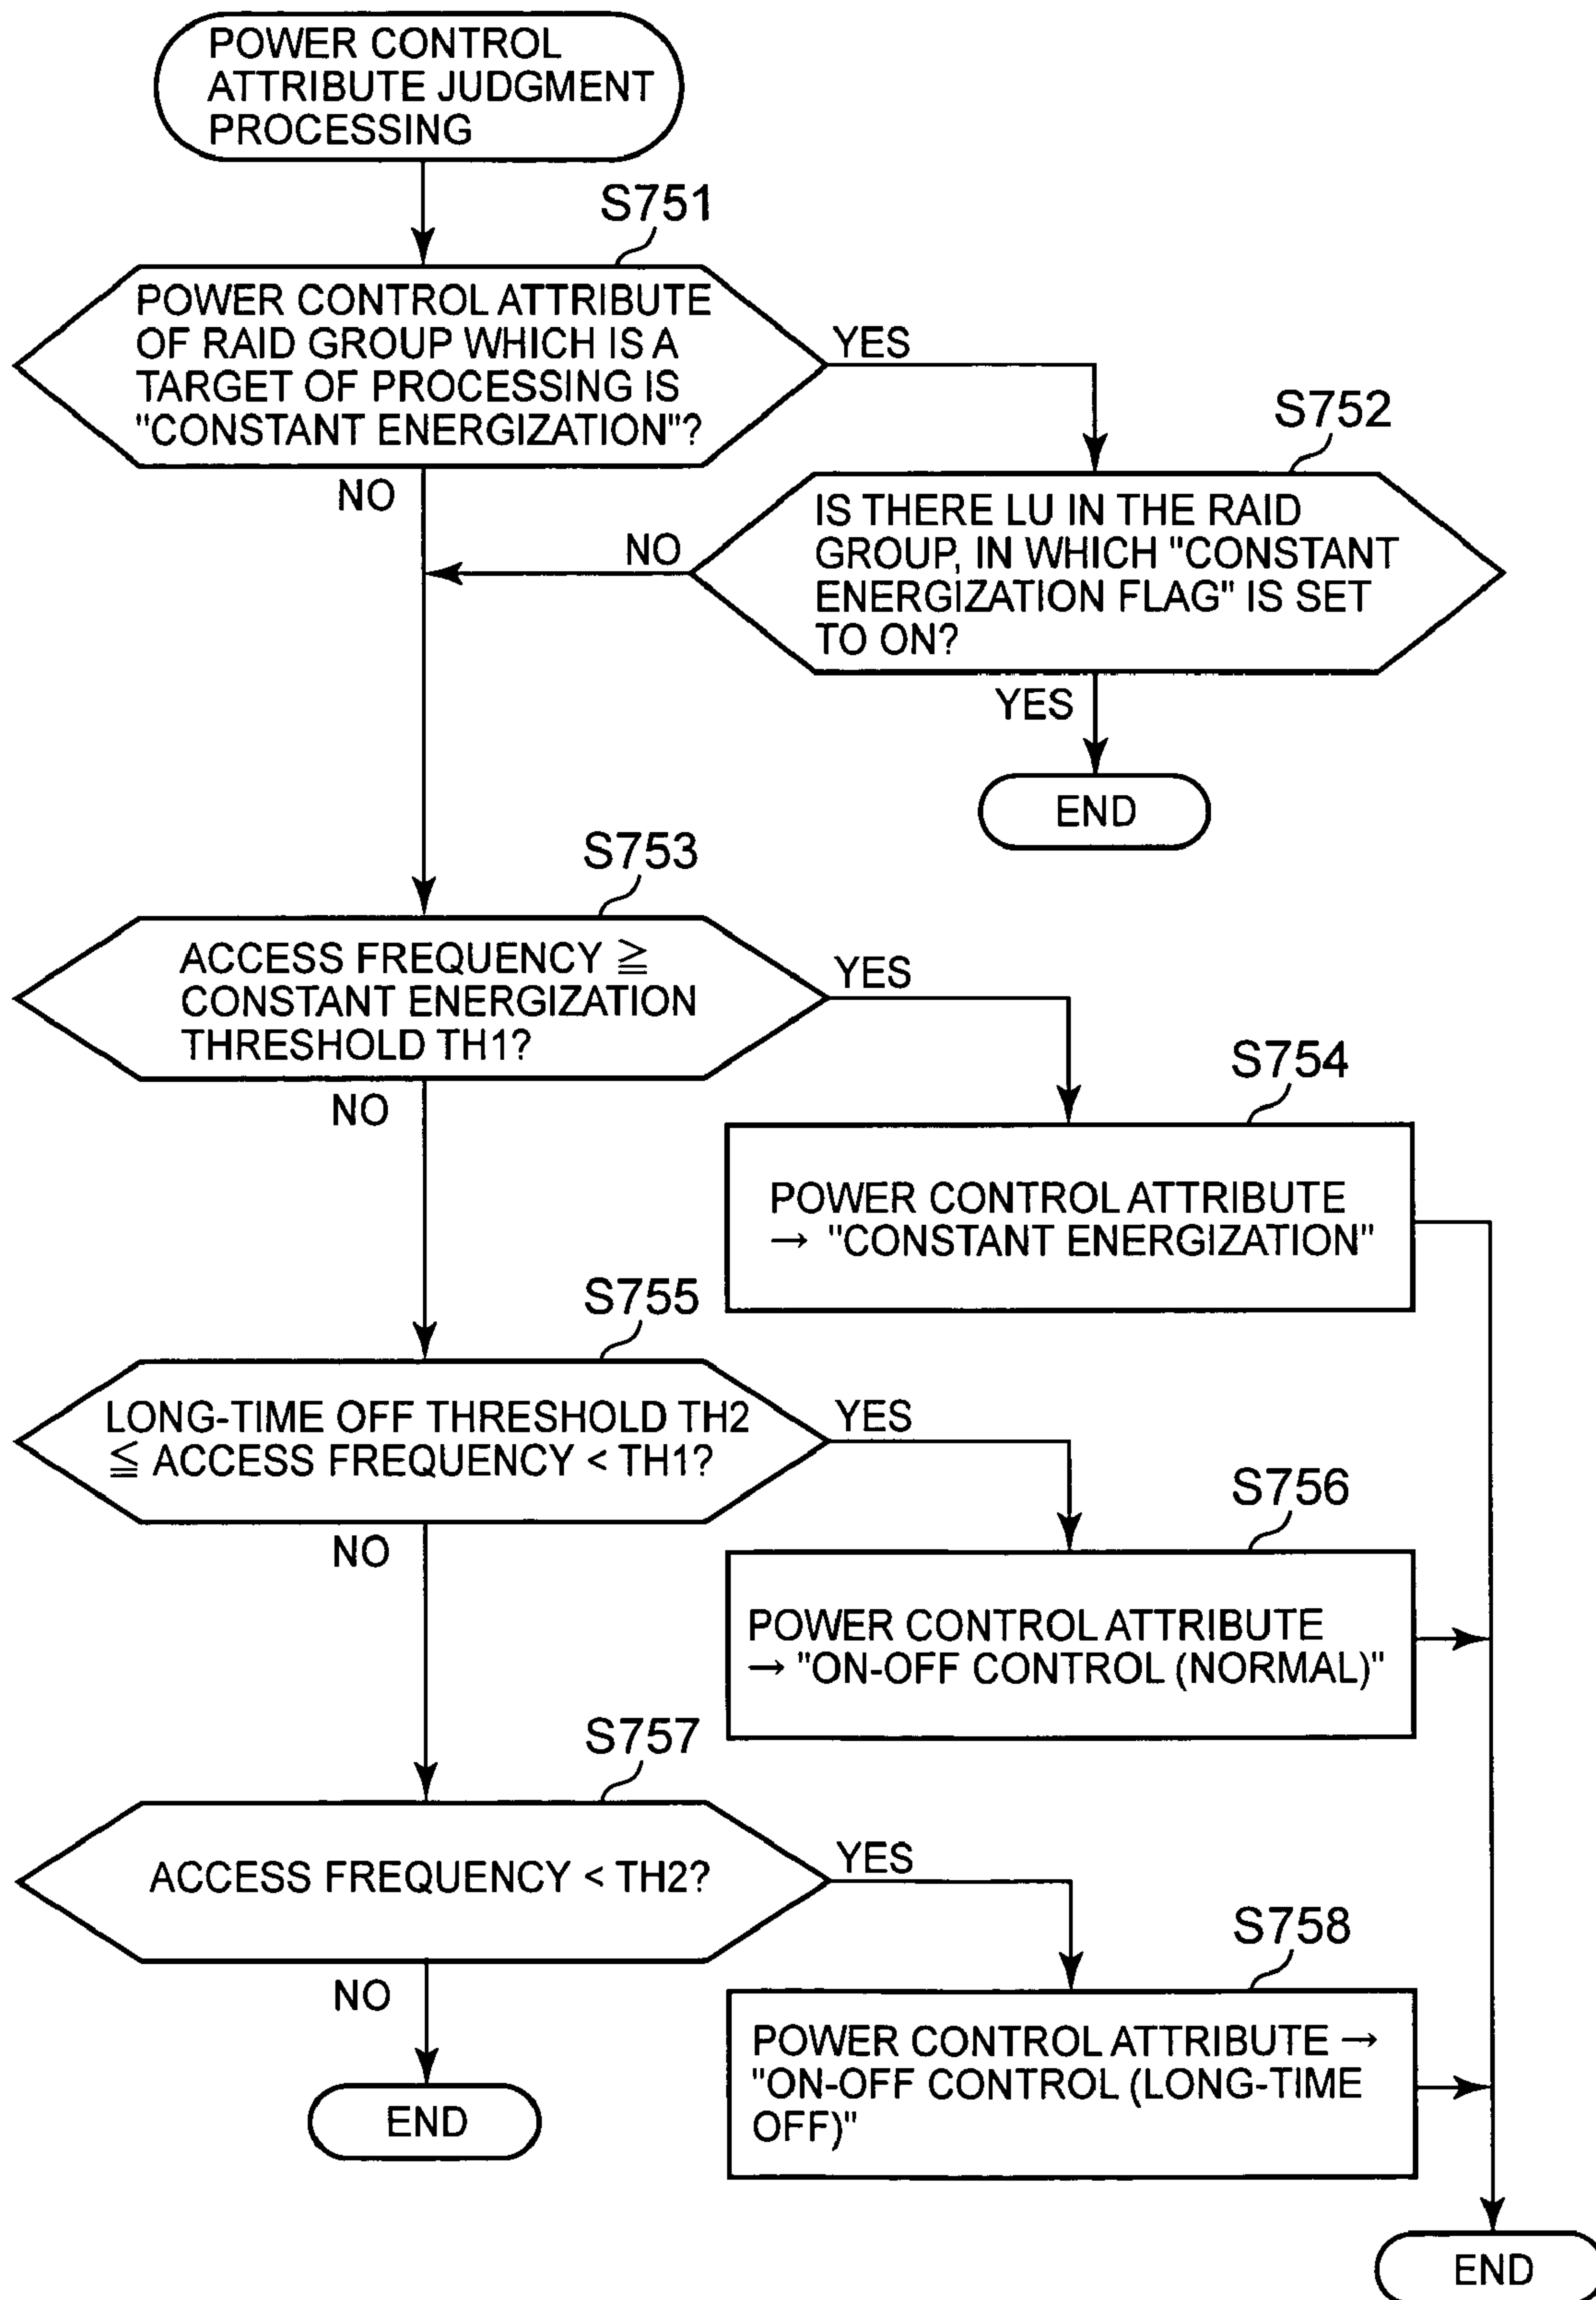 POWER CONTROL
ATTRIBUTE JUDGMENT
PROCESSING
S751
POWER CONTROL ATTRIBUTE
OF RAID GROUP WHICH IS A
TARGET OF PROCESSING IS
"CONSTANT ENERGIZATION"?
YES
NO
S752
IS THERE LU IN THE RAID
GROUP, IN WHICH "CONSTANT
ENERGIZATION FLAG" IS SET
TO ON?
NO
YES
END
S753
ACCESS FREQUENCY ≧
CONSTANT ENERGIZATION
THRESHOLD TH1?
YES
NO
S754
POWER CONTROL ATTRIBUTE
→ "CONSTANT ENERGIZATION"
S755
LONG-TIME OFF THRESHOLD TH2
≦ ACCESS FREQUENCY < TH1?
YES
NO
S756
POWER CONTROL ATTRIBUTE
→ "ON-OFF CONTROL (NORMAL)"
S757
ACCESS FREQUENCY < TH2?
YES
NO
S758
POWER CONTROL ATTRIBUTE →
"ON-OFF CONTROL (LONG-TIME
OFF)"
END
END